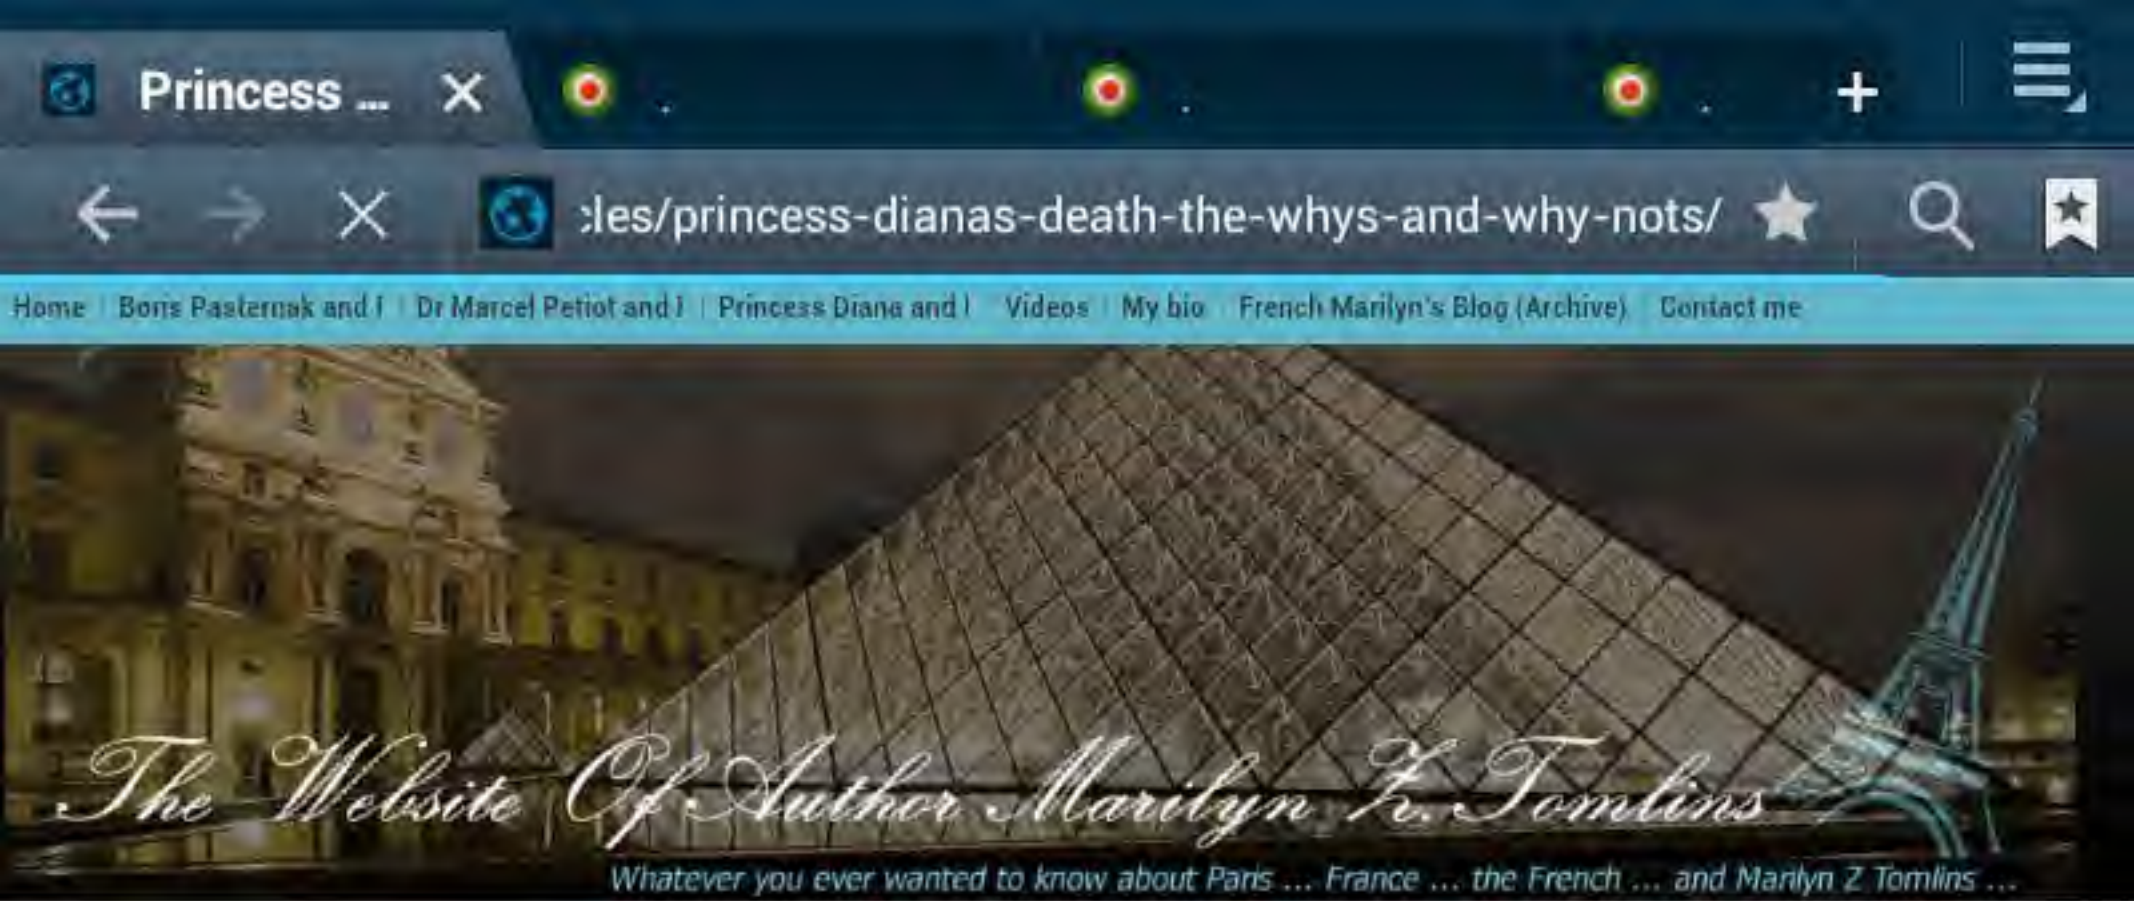 Princess ...
:les/princess-dianas-death-the-whys-and-why-nots/
Home Boris Pasternak and I Dr Marcel Petiot and I Princess Diana and I Videos My bio French Marilyn's Blog (Archive) Contact me
The Website Of Author Marilyn Z. Tomlins
Whatever you ever wanted to know about Paris ... France ... the French ... and Marilyn Z Tomlins ...